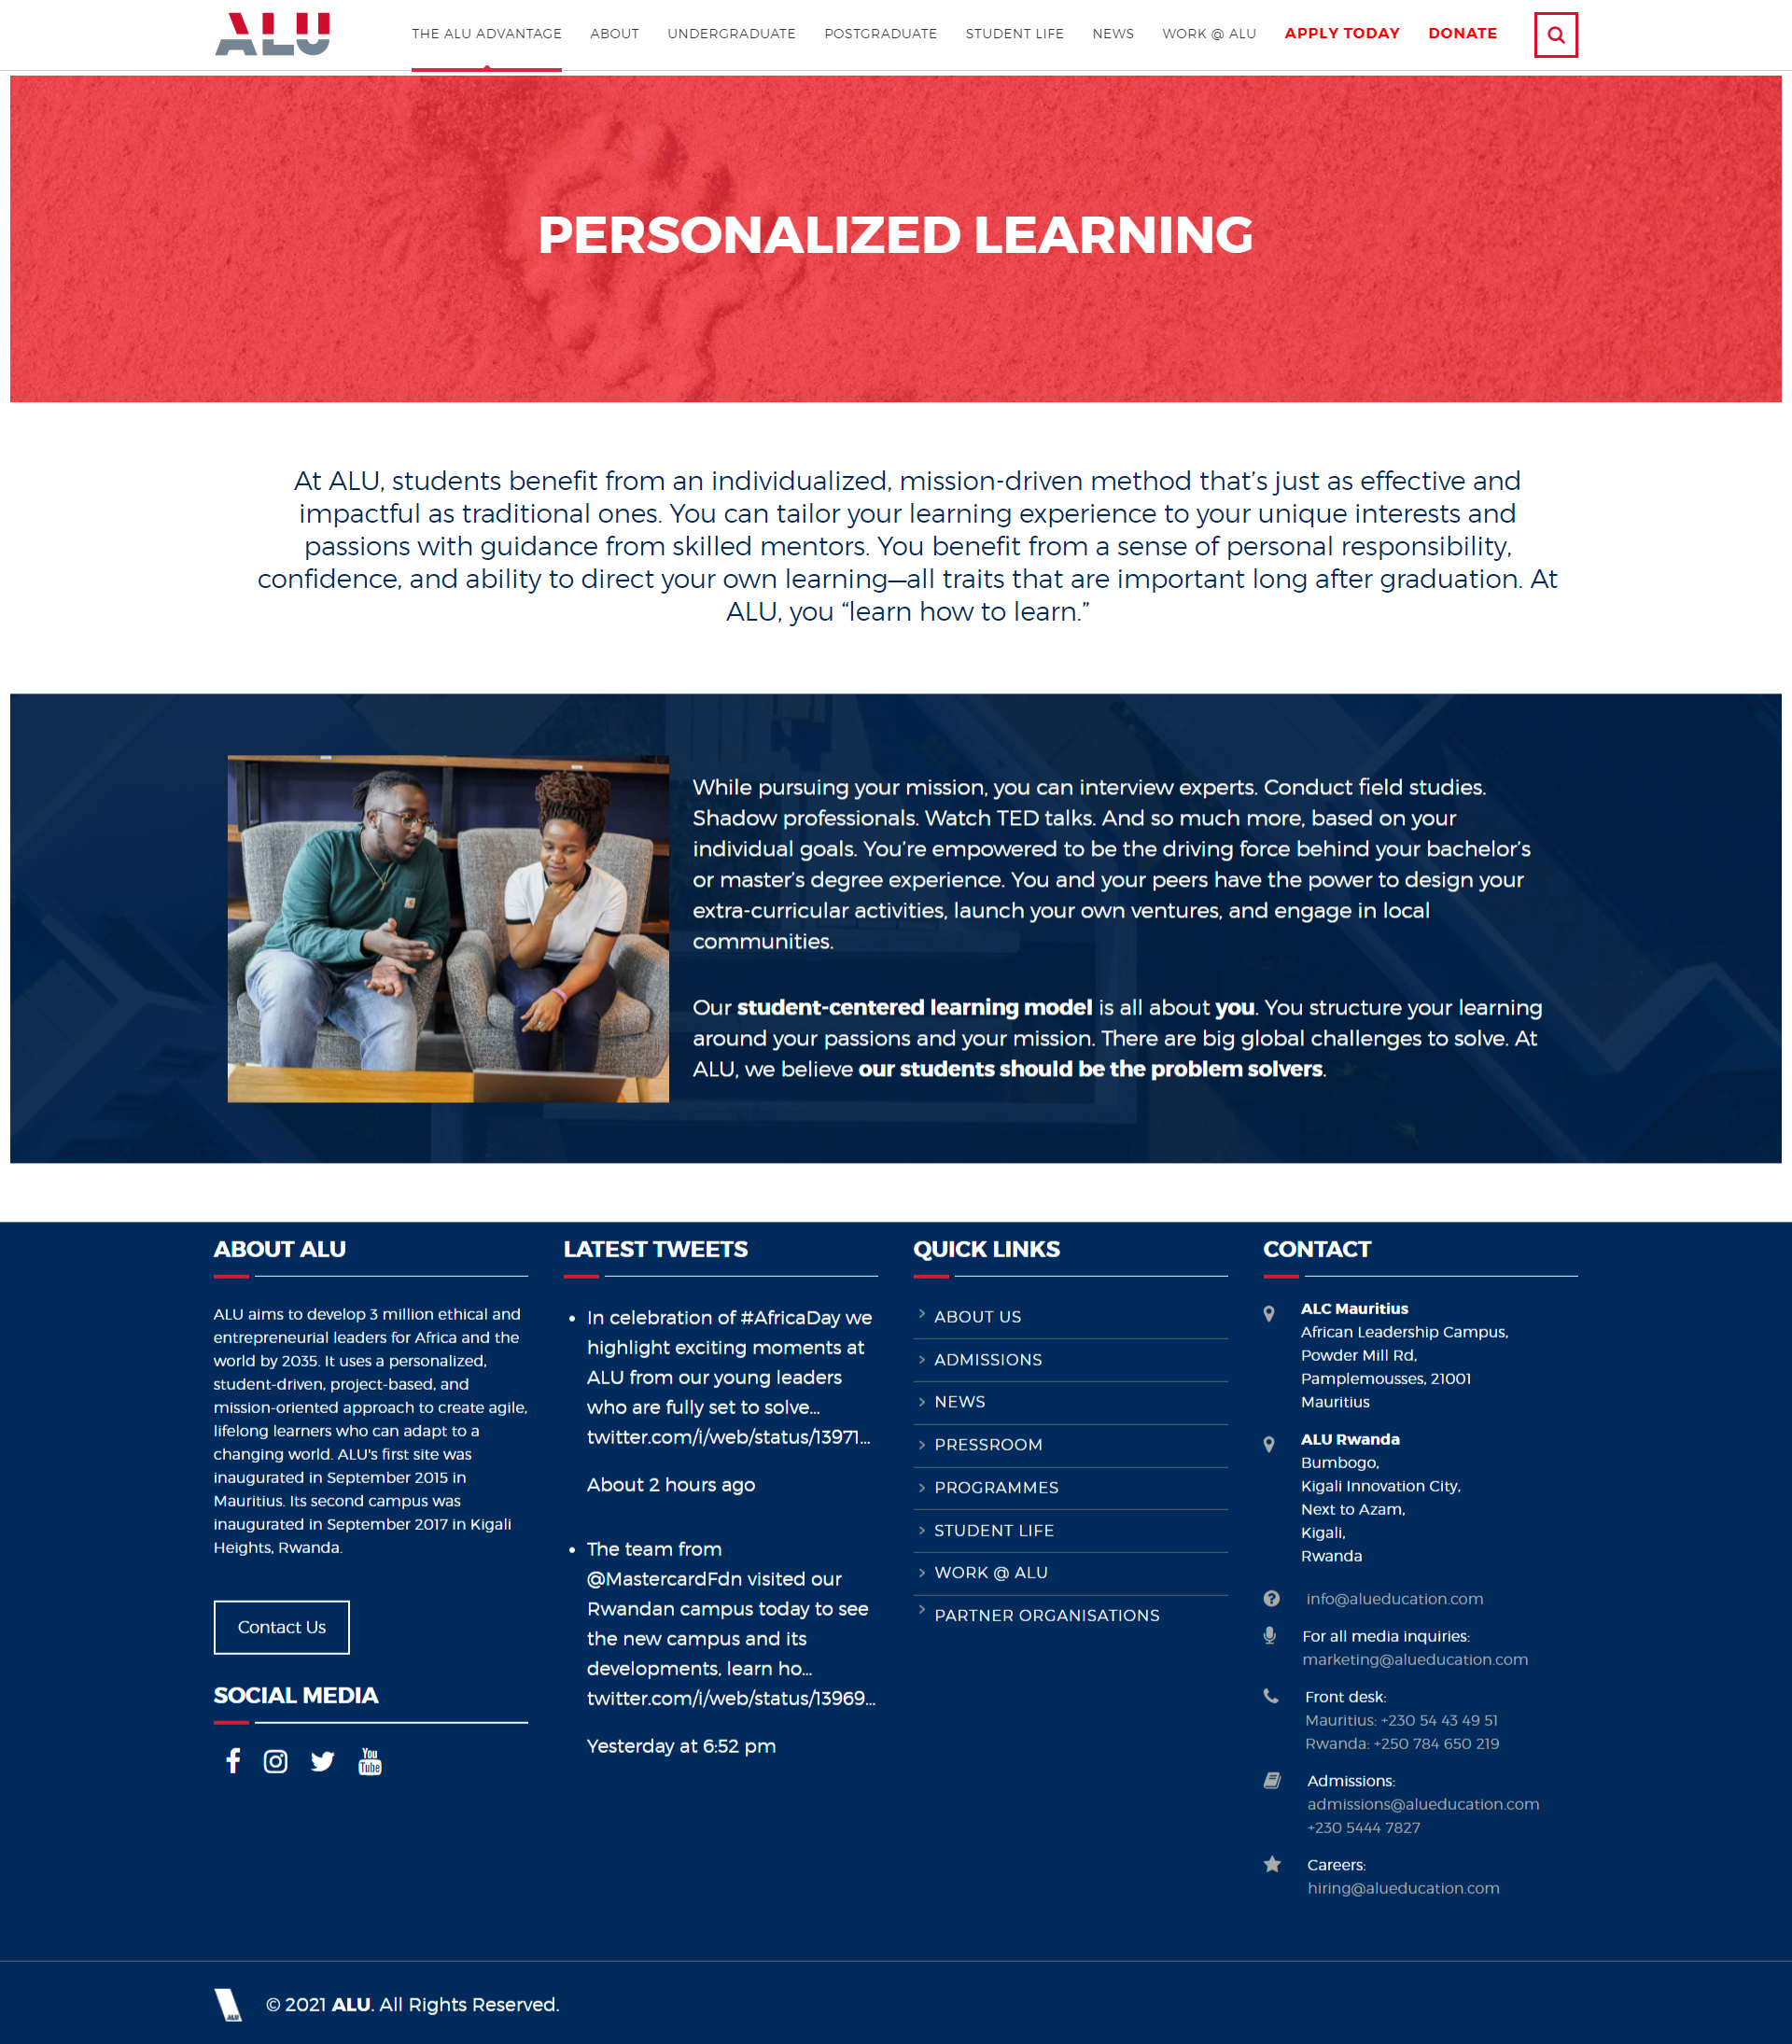 ALU
THE ALU ADVANTAGE
ABOUT
UNDERGRADUATE
POSTGRADUATE
STUDENT LIFE
NEWS
WORK @ ALU
APPLY TODAY
DONATE
PERSONALIZED LEARNING
At ALU, students benefit from an individualized, mission-driven method that’s just as effective and
impactful as traditional ones. You can tailor your learning experience to your unique interests and
passions with guidance from skilled mentors. You benefit from a sense of personal responsibility,
confidence, and ability to direct your own learning—all traits that are important long after graduation. At
ALU, you “learn how to learn.”
While pursuing your mission, you can interview experts. Conduct field studies.
Shadow professionals. Watch TED talks. And so much more, based on your
individual goals. You’re empowered to be the driving force behind your bachelor’s
or master’s degree experience. You and your peers have the power to design your
extra-curricular activities, launch your own ventures, and engage in local
communities.
Our student-centered learning model is all about you. You structure your learning
around your passions and your mission. There are big global challenges to solve. At
ALU, we believe our students should be the problem solvers.
ABOUT ALU
ALU aims to develop 3 million ethical and
entrepreneurial leaders for Africa and the
world by 2035. It uses a personalized,
student-driven, project-based, and
mission-oriented approach to create agile,
lifelong learners who can adapt to a
changing world. ALU's first site was
inaugurated in September 2015 in
Mauritius. Its second campus was
inaugurated in September 2017 in Kigali
Heights, Rwanda.
Contact Us
SOCIAL MEDIA
You
Tube
LATEST TWEETS
In celebration of #AfricaDay we
highlight exciting moments at
ALU from our young leaders
who are fully set to solve…
twitter.com/i/web/status/13971…
About 2 hours ago
The team from
@MastercardFdn visited our
Rwandan campus today to see
the new campus and its
developments, learn ho…
twitter.com/i/web/status/13969…
Yesterday at 6:52 pm
QUICK LINKS
ABOUT US
ADMISSIONS
NEWS
PRESSROOM
PROGRAMMES
STUDENT LIFE
WORK @ ALU
PARTNER ORGANISATIONS
CONTACT
ALC Mauritius
African Leadership Campus,
Powder Mill Rd,
Pamplemousses, 21001
Mauritius
ALU Rwanda
Bumbogo,
Kigali Innovation City,
Next to Azam,
Kigali,
Rwanda
info@alueducation.com
For all media inquiries:
marketing@alueducation.com
Front desk:
Mauritius: +230 54 43 49 51
Rwanda: +250 784 650 219
Admissions:
admissions@alueducation.com
+230 5444 7827
Careers:
hiring@alueducation.com
ALU
© 2021 ALU. All Rights Reserved.